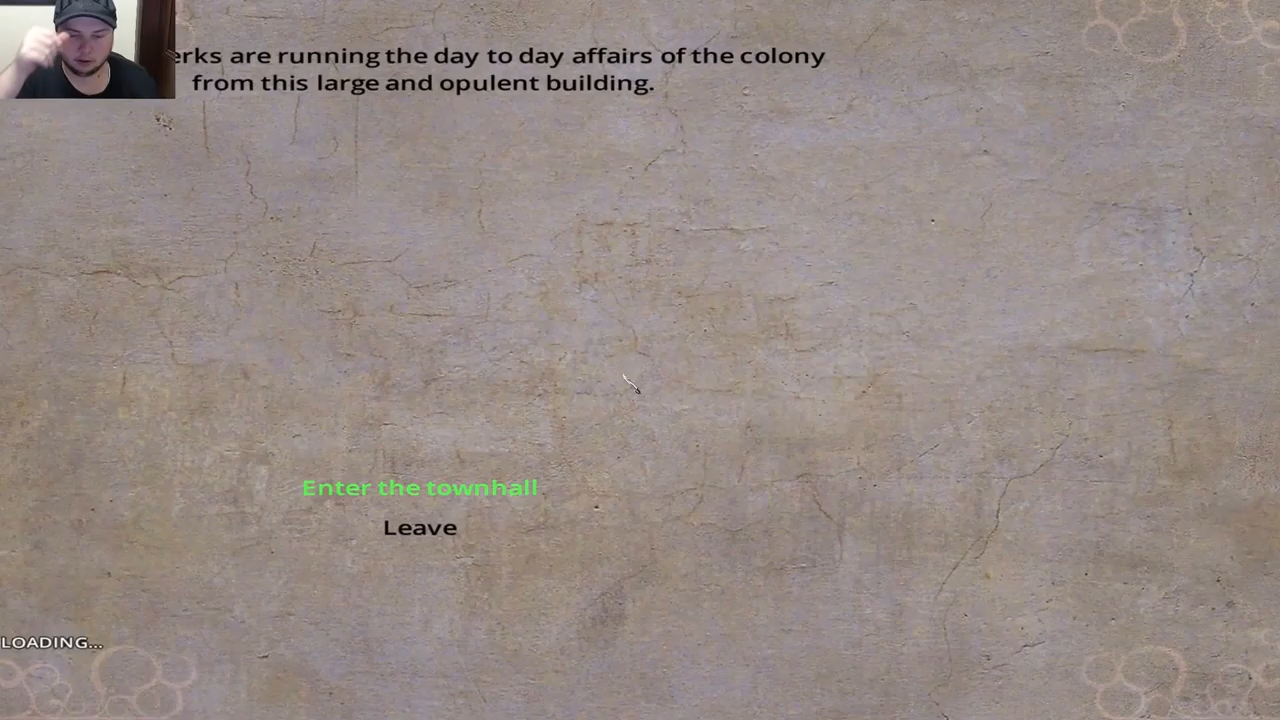 are running the day to day affairs of the colony
from this large and opulent building.
Enter the townhall
Leave
LOADING...